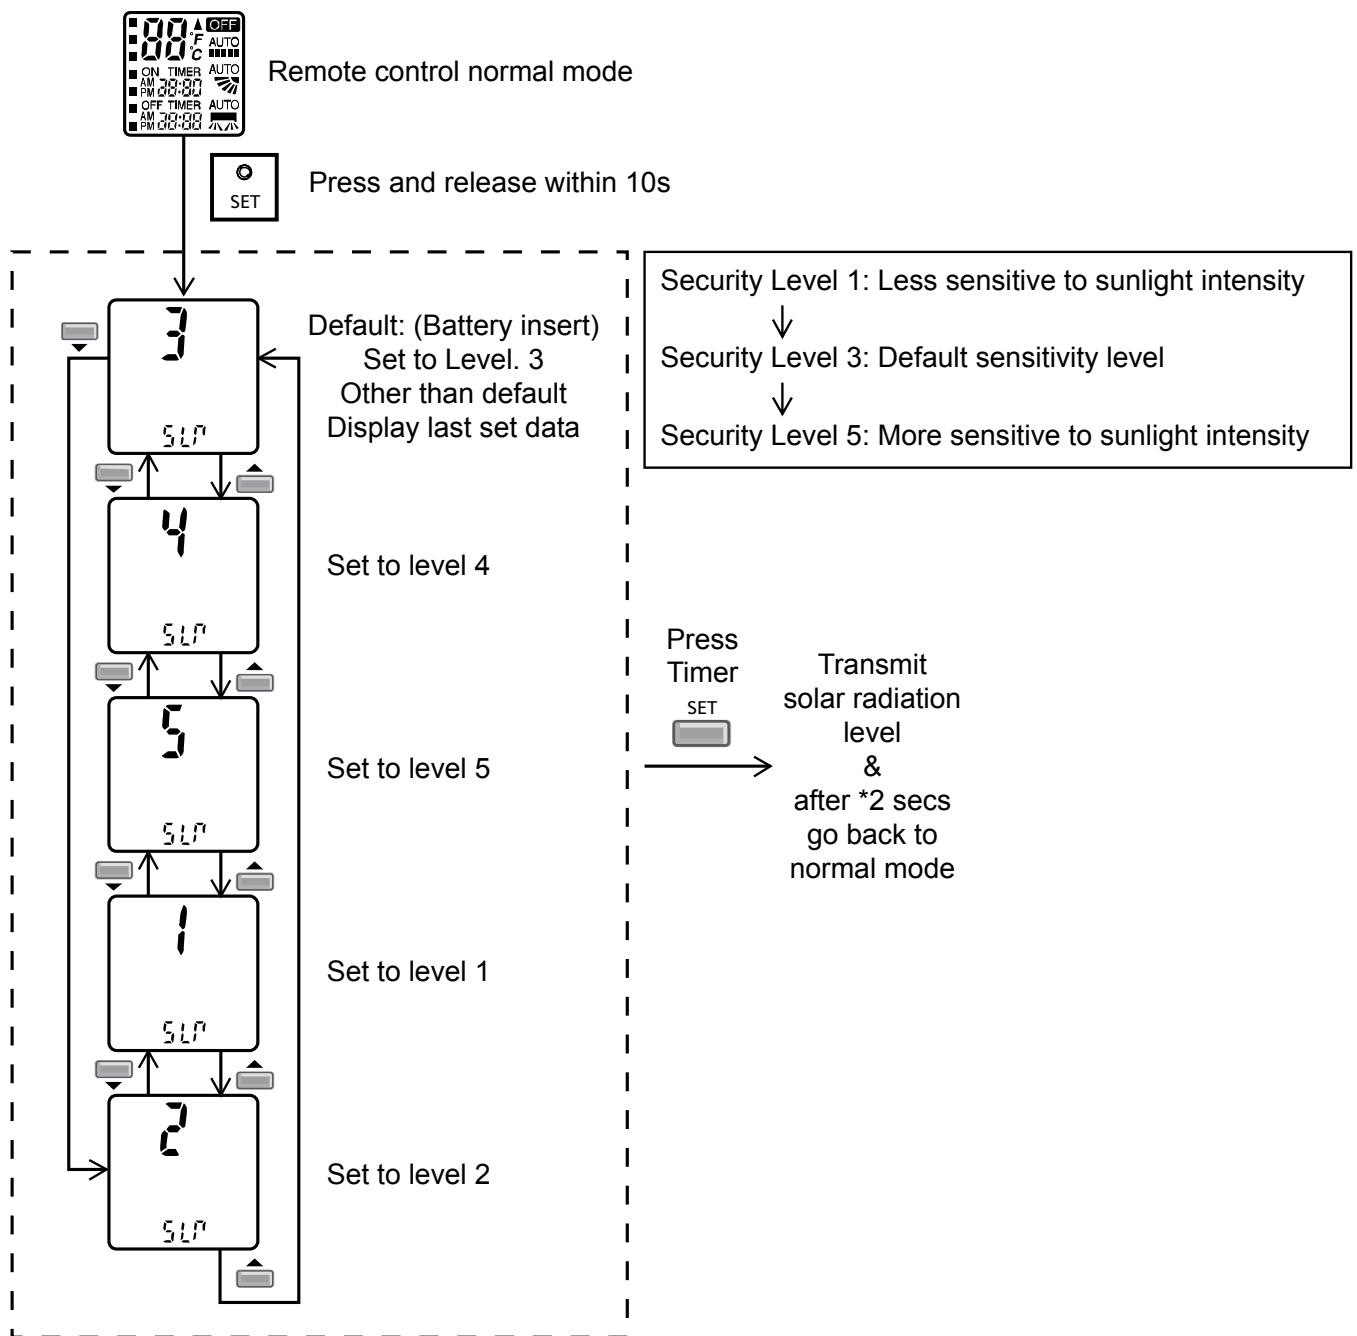 88 °F °C OFF
AUTO
ON TIMER AUTO
AM PM 88:88
OFF TIMER AUTO
AM PM 88:88
Remote control normal mode
SET
Press and release within 10s
3
Default: (Battery insert)
Set to Level. 3
Other than default
Display last set data
Security Level 1: Less sensitive to sunlight intensity
Security Level 3: Default sensitivity level
Security Level 5: More sensitive to sunlight intensity
4
Set to level 4
5
Set to level 5
Press
Timer
SET
Transmit
solar radiation
level
&
after *2 secs
go back to
normal mode
1
Set to level 1
2
Set to level 2